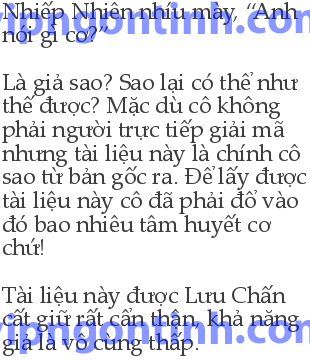 Nhiếp Nhiên nhíu mày, “Anh
nói gì cơ?”
Là giả sao? Sao lại có thể như
thế được? Mặc dù cô không
phải người trực tiếp giải mã
nhưng tài liệu này là chính cô
sao từ bản gốc ra. Để lấy được
tài liệu này cô đã phải đổ vào
đó bao nhiêu tâm huyết cơ
chứ!
Tài liệu này được Lưu Chấn
cất giữ rất cẩn thận, khả năng
giả là vô cùng thấp.
vipngontinh.com
vipngontinh.com